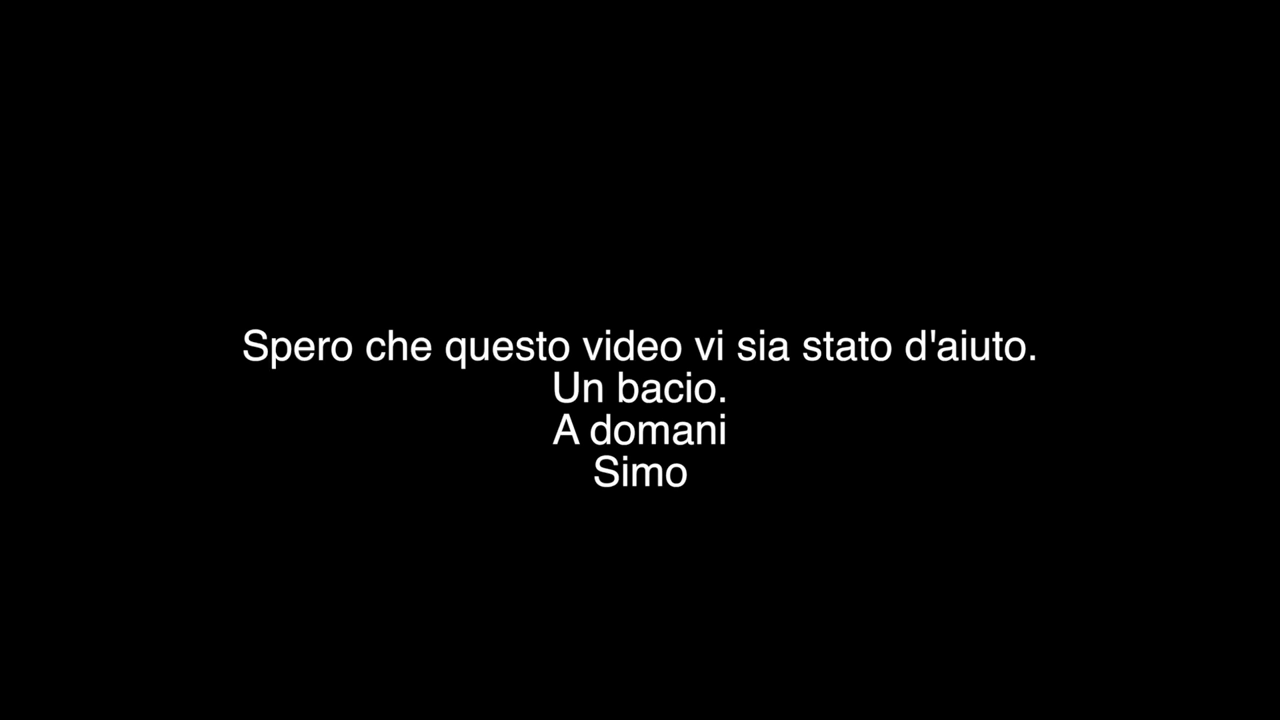 Spero che questo video vi sia stato d'aiuto.
Un bacio.
A domani
Simo